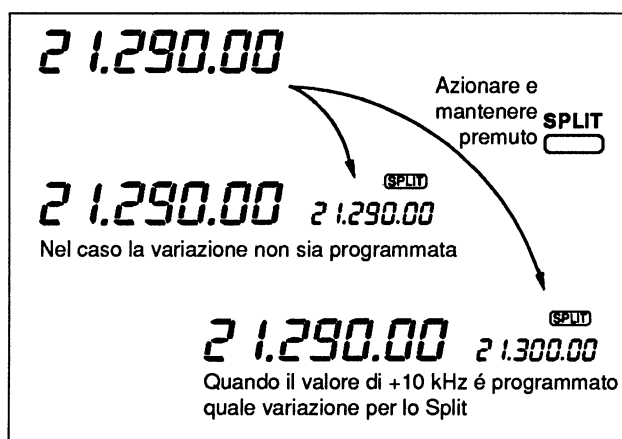 21.290.00
Azionare e
mantenere
premuto SPLIT
SPLIT
21.290.00 21.290.00
Nel caso la variazione non sia programmata
SPLIT
21.290.00 21.300.00
Quando il valore di +10 kHz é programmato
quale variazione per lo Split